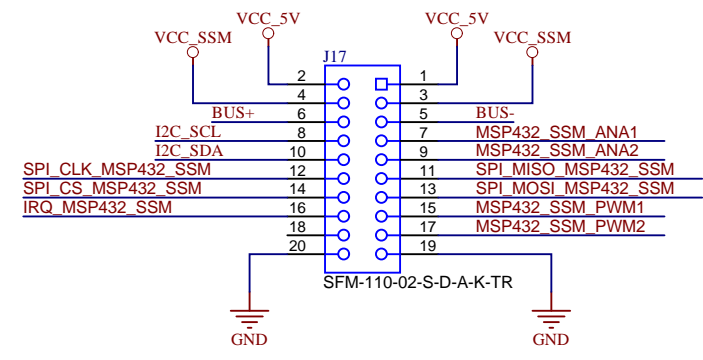 VCC_5V VCC_5V
VCC_SSM VCC_SSM
J17
2 1
4 3
BUS+ 6 5 BUS-
I2C_SCL 8 7 MSP432_SSM_ANA1
I2C_SDA 10 9 MSP432_SSM_ANA2
SPI_CLK_MSP432_SSM 12 11 SPI_MISO_MSP432_SSM
SPI_CS_MSP432_SSM 14 13 SPI_MOSI_MSP432_SSM
IRQ_MSP432_SSM 16 15 MSP432_SSM_PWM1
18 17 MSP432_SSM_PWM2
20 19
SFM-110-02-S-D-A-K-TR
GND GND